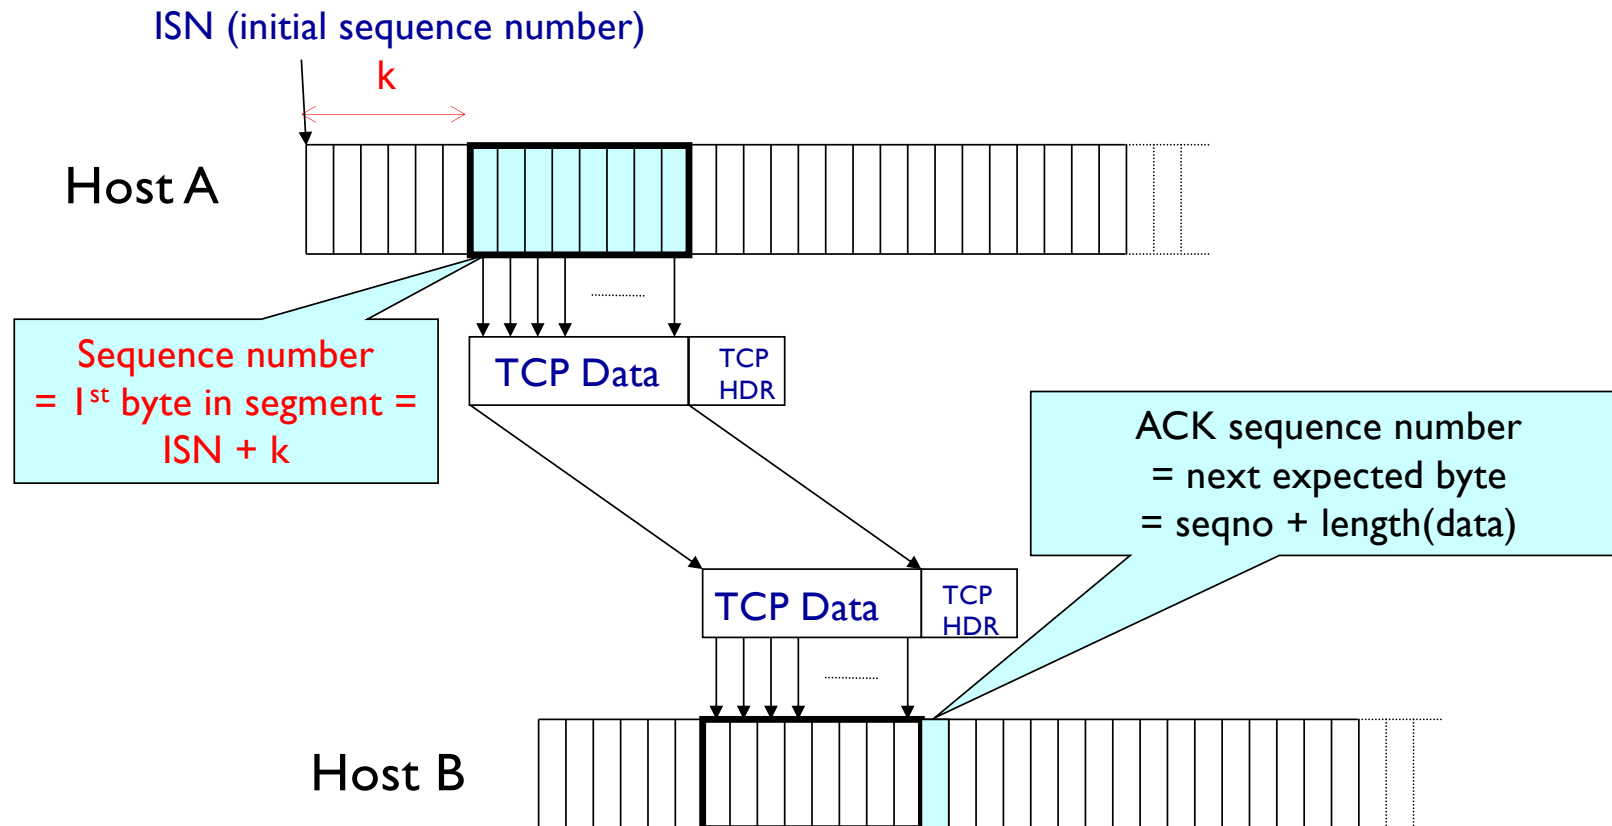 ISN (initial sequence number)
k
Host A
Sequence number
= 1st byte in segment =
ISN + k
TCP Data
TCP
HDR
ACK sequence number
= next expected byte
= seqno + length(data)
TCP Data
TCP
HDR
Host B